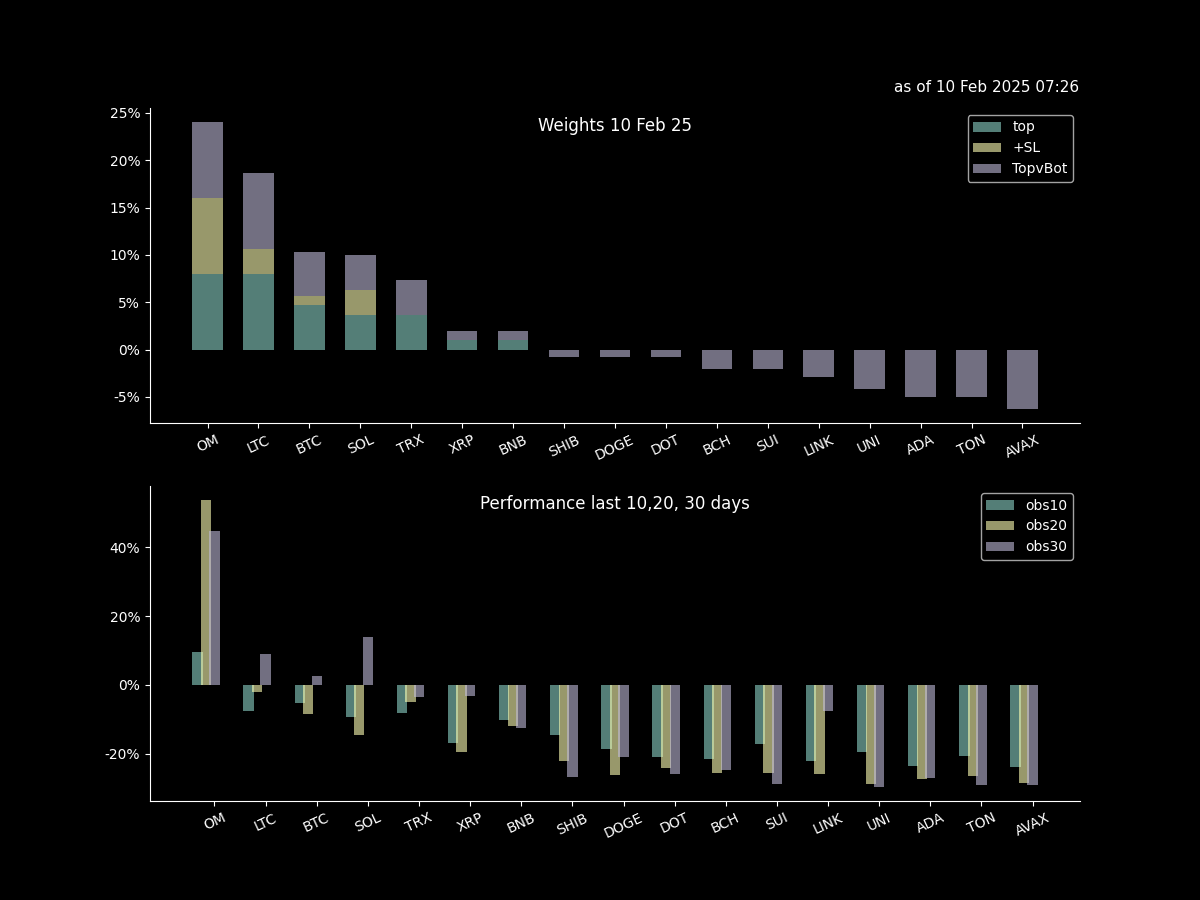 as of 10 Feb 2025 07:26
Weights 10 Feb 25
top
+SL
TopvBot
25%
20%
15%
10%
5%
0%
-5%
OM LTC BTC SOL TRX XRP BNB SHIB DOGE DOT BCH SUI LINK UNI ADA TON AVAX
Performance last 10,20, 30 days
obs10
obs20
obs30
40%
20%
0%
-20%
OM LTC BTC SOL TRX XRP BNB SHIB DOGE DOT BCH SUI LINK UNI ADA TON AVAX